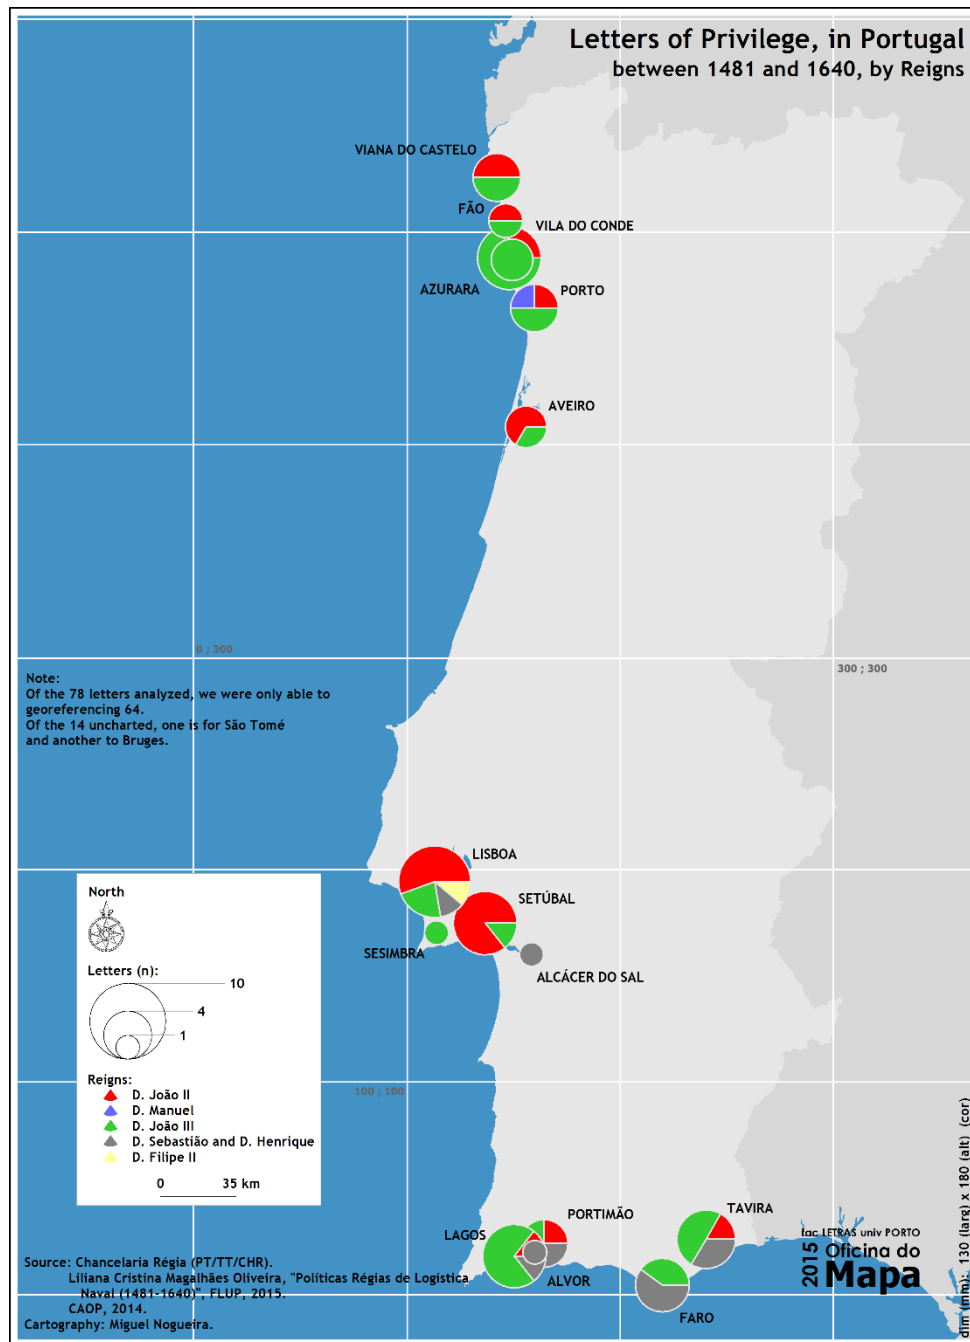 Letters of Privilege, in Portugal
between 1481 and 1640, by Reigns
VIANA DO CASTELO
FÃO
VILA DO CONDE
AZURARA
PORTO
AVEIRO
0 ; 300
300 ; 300
Note:
Of the 78 letters analyzed, we were only able to
georeferencing 64.
Of the 14 uncharted, one is for São Tomé
and another to Bruges.
LISBOA
SETÚBAL
SESIMBRA
ALCÁCER DO SAL
North
Letters (n):
10
4
1
Reigns:
D. João II
D. Manuel
D. João III
D. Sebastião and D. Henrique
D. Filipe II
0 35 km
100 ; 100
TAVIRA
PORTIMÃO
LAGOS
ALVOR
FARO
Source: Chancelaria Régia (PT/TT/CHR).
Liliana Cristina Magalhães Oliveira, "Políticas Régias de Logística
Naval (1481-1640)", FLUP, 2015.
CAOP, 2014.
Cartography: Miguel Nogueira.
fac LETRAS univ PORTO
2015 Oficina do
Mapa
dim (mm): 130 (larg) x 180 (alt) (cor)